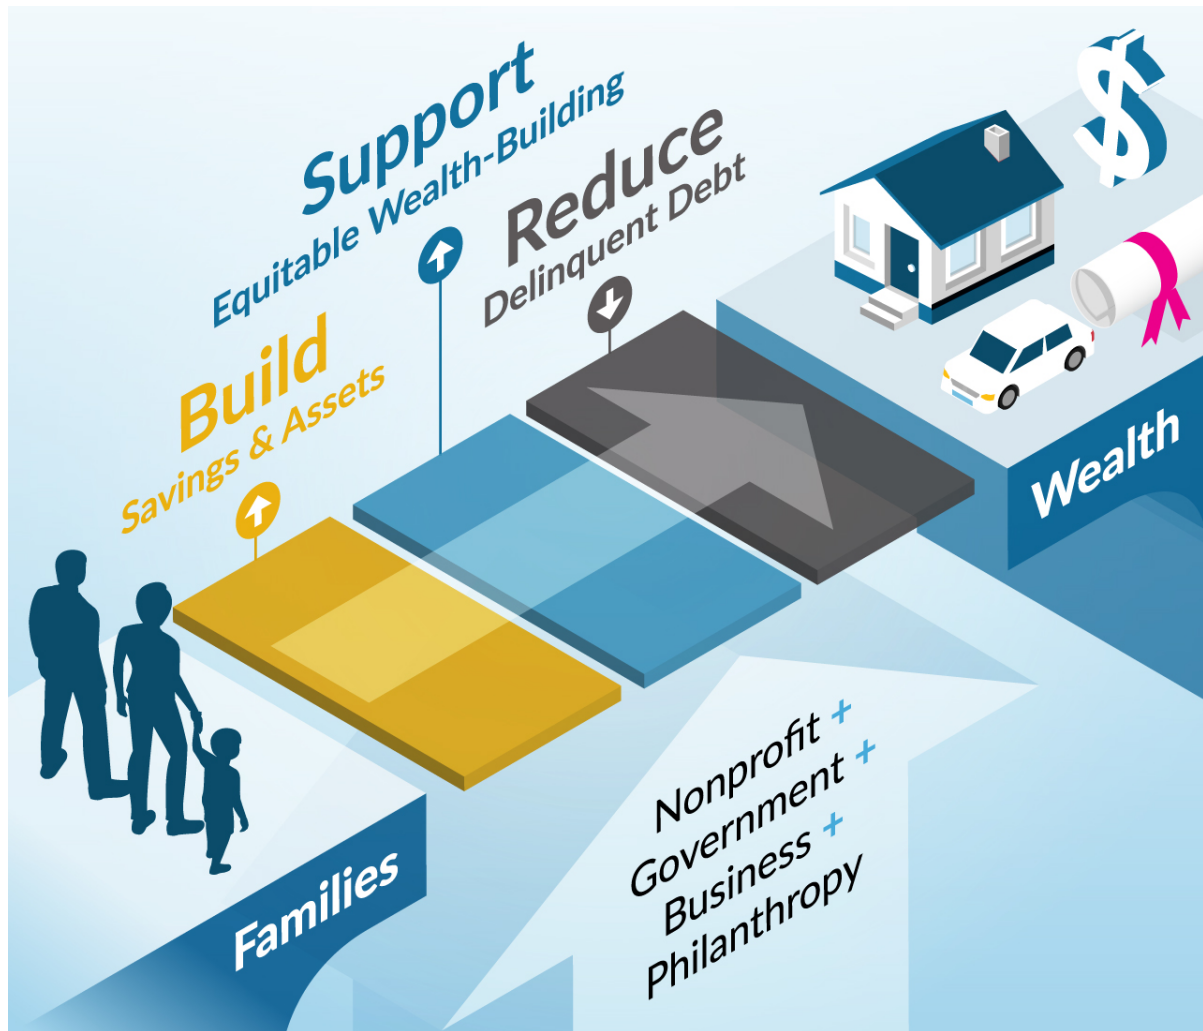 Support
Equitable Wealth-Building
Reduce
Delinquent Debt
Build
Savings & Assets
Wealth
Families
Nonprofit +
Government +
Business +
Philanthropy
$